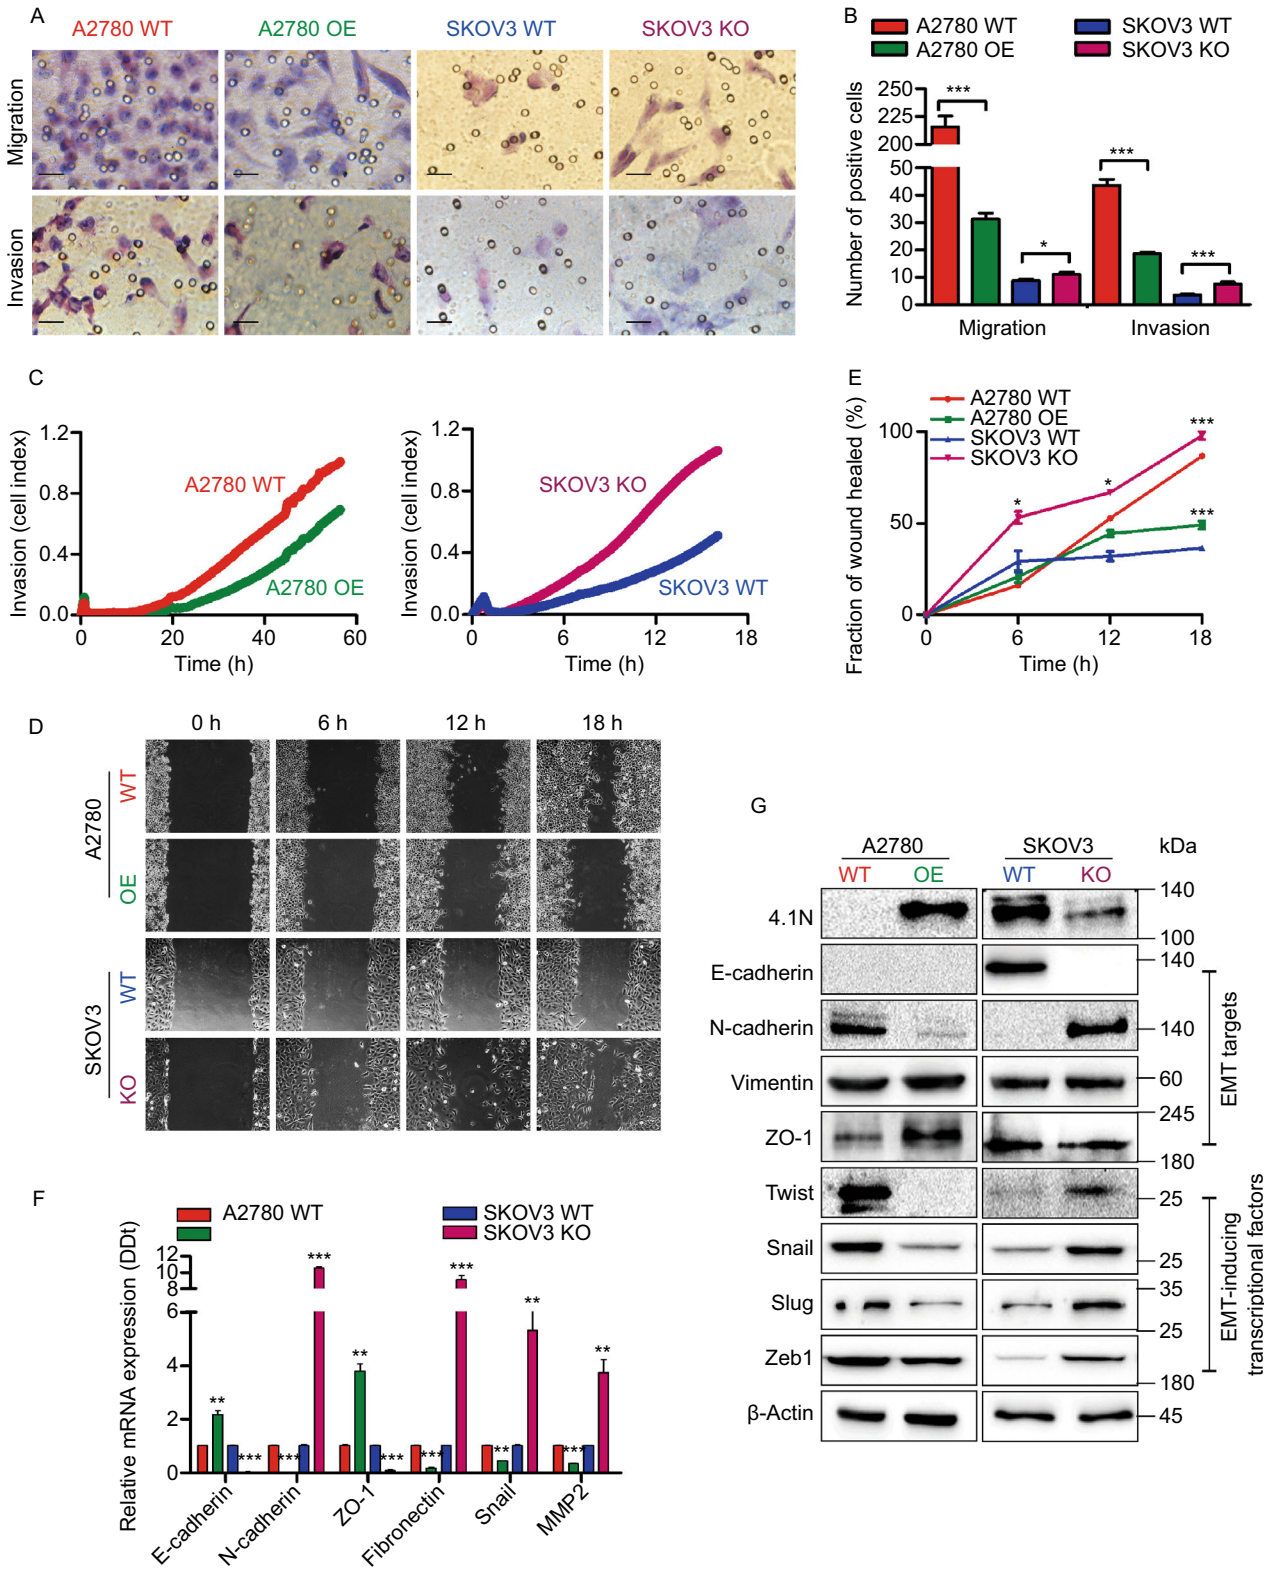 A
A2780 WT
A2780 OE
SKOV3 WT
SKOV3 KO
Migration
Invasion
B
A2780 WT
A2780 OE
SKOV3 WT
SKOV3 KO
Number of positive cells
250
225
200
50
40
30
20
10
0
***
*
***
***
Migration
Invasion
C
Invasion (cell index)
1.2
0.8
0.4
0.0
A2780 WT
A2780 OE
0
20
40
60
Time (h)
Invasion (cell index)
1.2
0.8
0.4
0.0
SKOV3 KO
SKOV3 WT
0
6
12
18
Time (h)
E
A2780 WT
A2780 OE
SKOV3 WT
SKOV3 KO
Fraction of wound healed (%)
100
50
0
*
*
***
***
0
6
12
18
Time (h)
D
0 h
6 h
12 h
18 h
A2780
WT
OE
SKOV3
WT
KO
F
A2780 WT
SKOV3 WT
SKOV3 KO
Relative mRNA expression (DDt)
12
10
8
6
4
2
0
**
***
***
***
**
***
***
***
**
**
***
**
E-cadherin
N-cadherin
ZO-1
Fibronectin
Snail
MMP2
G
A2780
SKOV3
kDa
WT
OE
WT
KO
4.1N
140
100
E-cadherin
140
N-cadherin
140
Vimentin
60
ZO-1
245
180
Twist
25
Snail
25
Slug
35
25
Zeb1
180
β-Actin
45
EMT targets
EMT-inducing
transcriptional factors